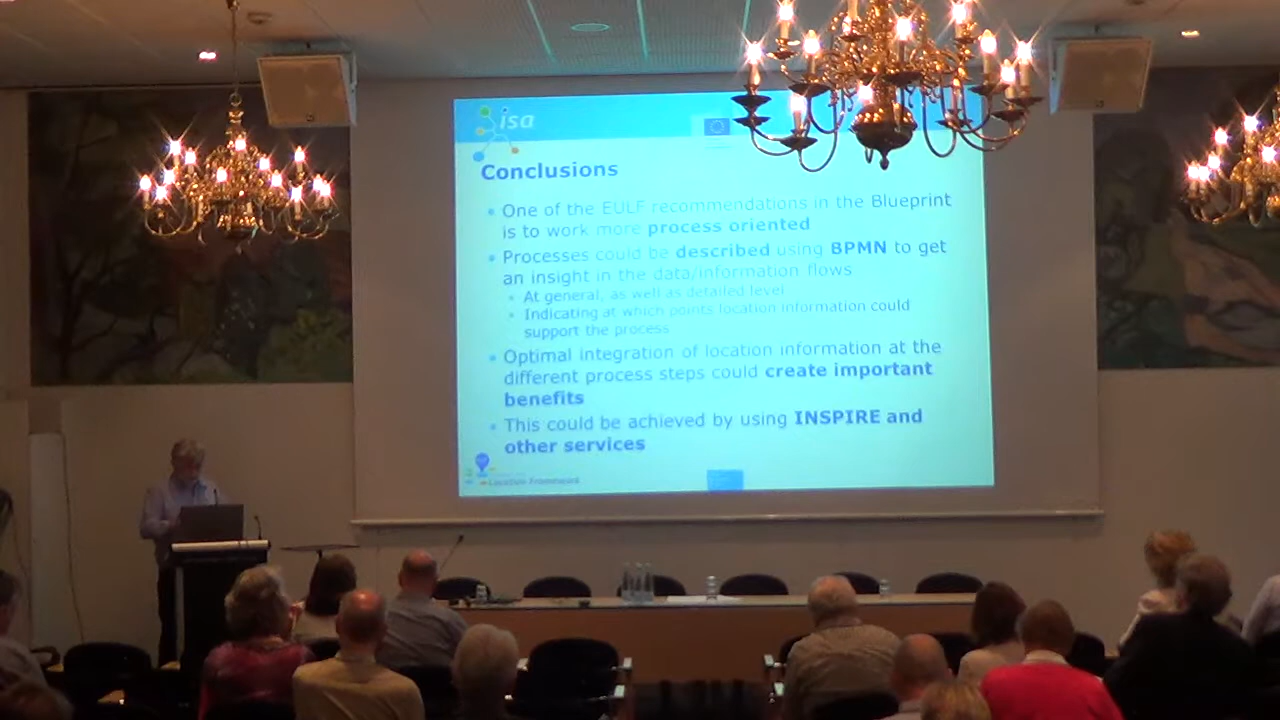 isa
Conclusions
• One of the EULF recommendations in the Blueprint
is to work more process oriented
• Processes could be described using BPMN to get
an insight in the data/information flows
• At general, as well as detailed level
• Indicating at which points location information could
support the process
• Optimal integration of location information at the
different process steps could create important
benefits
• This could be achieved by using INSPIRE and
other services
Location Framework